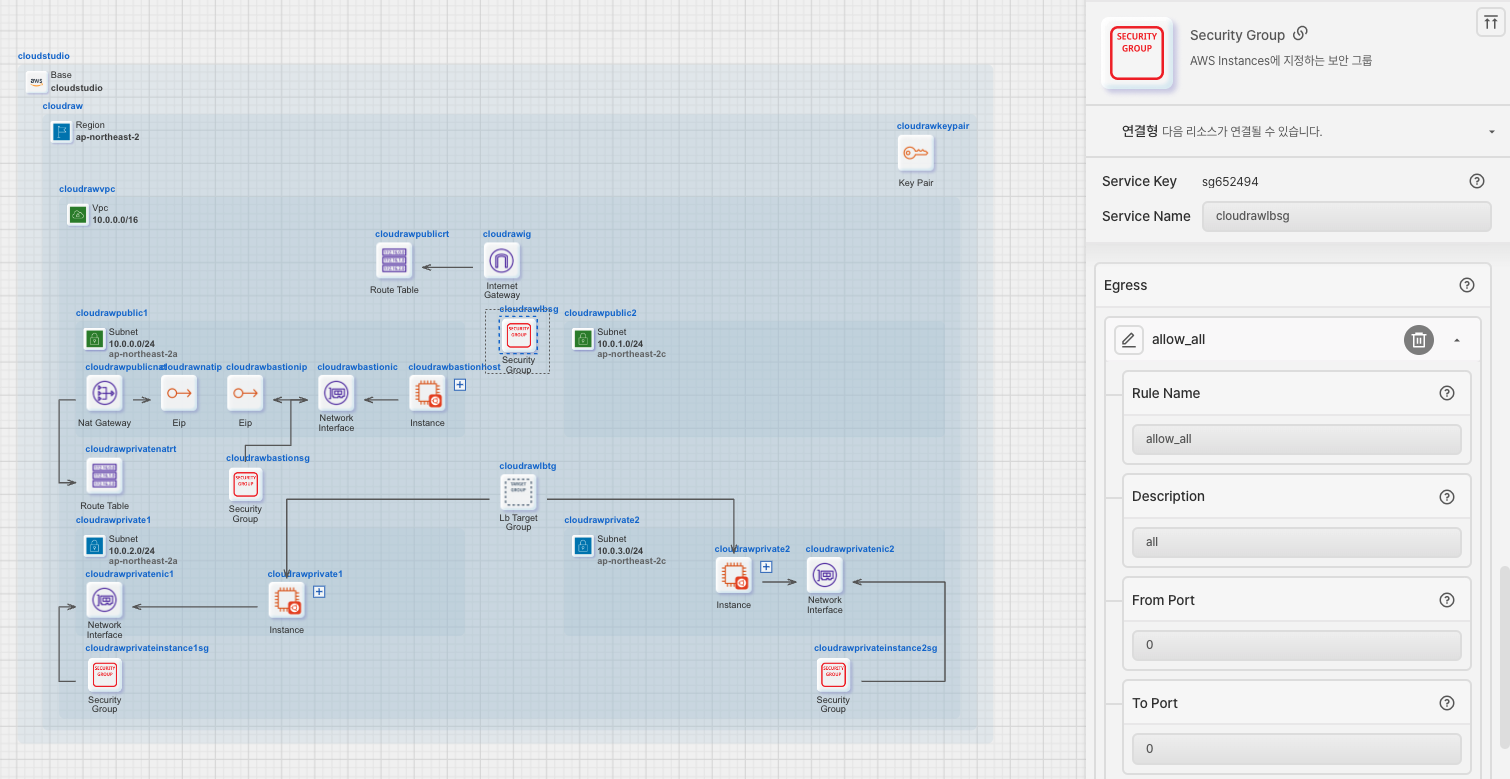 cloudstudio
aws
Base
cloudstudio
cloudraw
Region
ap-northeast-2
cloudrawkeypair
Key Pair
cloudrawvpc
Vpc
10.0.0.0/16
cloudrawpublicrt
Route Table
cloudrawig
Internet
Gateway
cloudrawpublic1
Subnet
10.0.0.0/24
ap-northeast-2a
cloudrawlbsg
SECURITY
GROUP
Security
Group
cloudrawpublic2
Subnet
10.0.1.0/24
ap-northeast-2c
cloudrawpublicnat
Nat Gateway
cloudrawnatip
Eip
cloudrawbastionip
Eip
cloudrawbastionic
Network
Interface
cloudrawbastionhost
Instance
cloudrawprivatenatrt
Route Table
cloudrawbastionsg
SECURITY
GROUP
Security
Group
cloudrawlbtg
TARGET
GROUP
Lb Target
Group
cloudrawprivate1
Subnet
10.0.2.0/24
ap-northeast-2a
cloudrawprivate2
Subnet
10.0.3.0/24
ap-northeast-2c
cloudrawprivatenic1
Network
Interface
cloudrawprivate1
Instance
cloudrawprivate2
Instance
cloudrawprivatenic2
Network
Interface
cloudrawprivateinstance1sg
SECURITY
GROUP
Security
Group
cloudrawprivateinstance2sg
SECURITY
GROUP
Security
Group
SECURITY
GROUP
Security Group
AWS Instances에 지정하는 보안 그룹
연결형 다음 리소스가 연결될 수 있습니다.
Service Key sg652494
Service Name cloudrawlbsg
Egress
allow_all
Rule Name
allow_all
Description
all
From Port
0
To Port
0